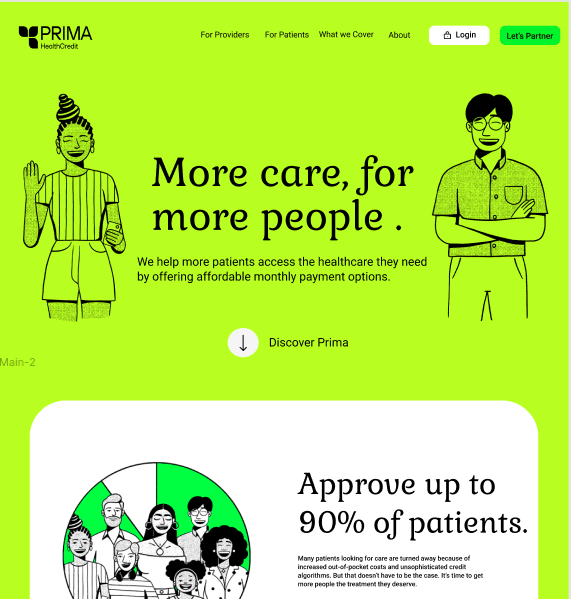 PRIMA
HealthCredit
For Providers
For Patients
What we Cover
About
Login
Let's Partner
More care, for
more people .
We help more patients access the healthcare they need
by offering affordable monthly payment options.
Discover Prima
Main-2
Approve up to
90% of patients.
Many patients looking for care are turned away because of
increased out-of-pocket costs and unsophisticated credit
algorithms. But that doesn't have to be the case. It's time to get
more people the treatment they deserve.